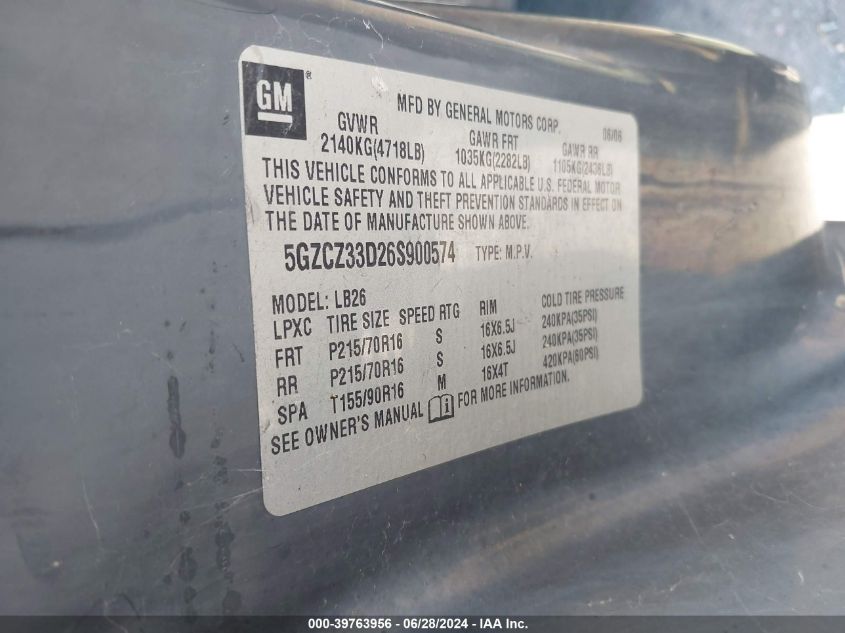 GM ®
MFD BY GENERAL MOTORS CORP. 06/06
GVWR GAWR FRT GAWR RR
2140KG(4718LB) 1035KG(2282LB) 1105KG(2436LB)
THIS VEHICLE CONFORMS TO ALL APPLICABLE U.S. FEDERAL MOTOR
VEHICLE SAFETY AND THEFT PREVENTION STANDARDS IN EFFECT ON
THE DATE OF MANUFACTURE SHOWN ABOVE.
5GZCZ33D26S900574 TYPE: M.P.V.
MODEL: LB26
LPXC TIRE SIZE SPEED RTG RIM COLD TIRE PRESSURE
FRT P215/70R16 S 16X6.5J 240KPA(35PSI)
RR P215/70R16 S 16X6.5J 240KPA(35PSI)
SPA T155/90R16 M 16X4T 420KPA(60PSI)
SEE OWNER'S MANUAL FOR MORE INFORMATION.
000-39763956 - 06/28/2024 - IAA Inc.